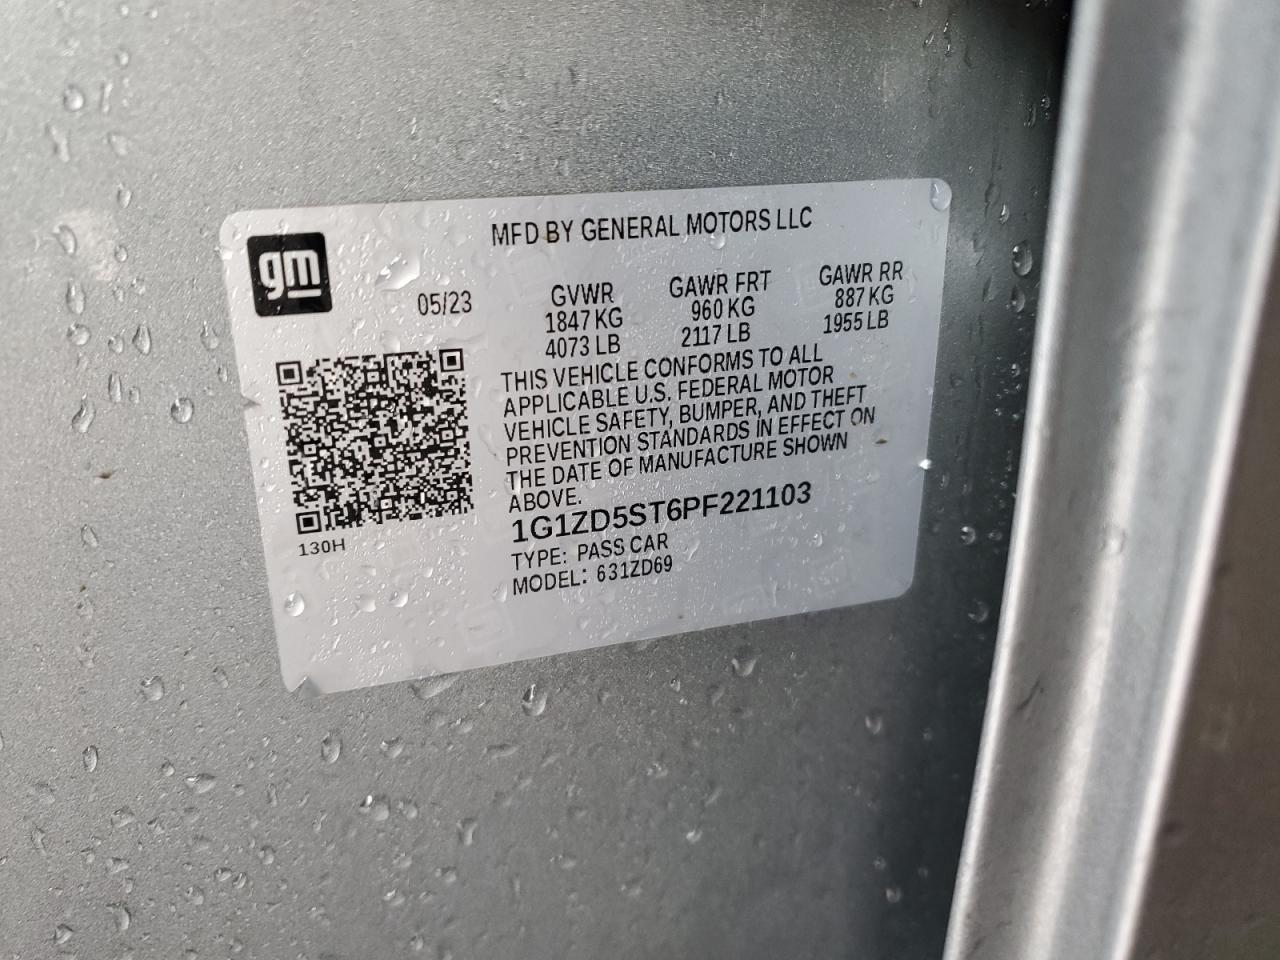 MFD BY GENERAL MOTORS LLC
gm
05/23
GVWR GAWR FRT GAWR RR
1847 KG 960 KG 887 KG
4073 LB 2117 LB 1955 LB
THIS VEHICLE CONFORMS TO ALL
APPLICABLE U.S. FEDERAL MOTOR
VEHICLE SAFETY, BUMPER, AND THEFT
PREVENTION STANDARDS IN EFFECT ON
THE DATE OF MANUFACTURE SHOWN
ABOVE.
1G1ZD5ST6PF221103
TYPE: PASS CAR
MODEL: 631ZD69
130H